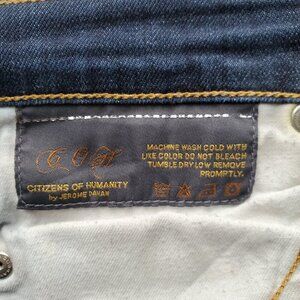 C.O.H
CITIZENS OF HUMANITY
by JEROME DAHAN
MACHINE WASH COLD WITH
LIKE COLOR DO NOT BLEACH
TUMBLE DRY LOW REMOVE
PROMPTLY.